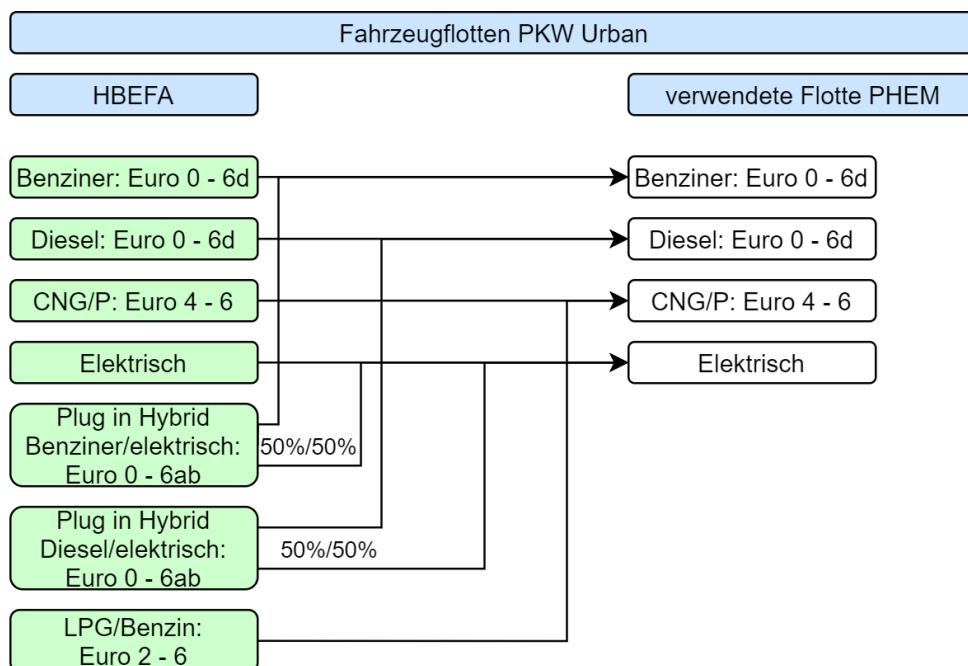 Fahrzeugflotten PKW Urban
HBEFA
verwendete Flotte PHEM
Benziner: Euro 0 - 6d
Benziner: Euro 0 - 6d
Diesel: Euro 0 - 6d
Diesel: Euro 0 - 6d
CNG/P: Euro 4 - 6
CNG/P: Euro 4 - 6
Elektrisch
Elektrisch
Plug in Hybrid
Benziner/elektrisch:
Euro 0 - 6ab
50%/50%
Plug in Hybrid
Diesel/elektrisch:
Euro 0 - 6ab
50%/50%
LPG/Benzin:
Euro 2 - 6